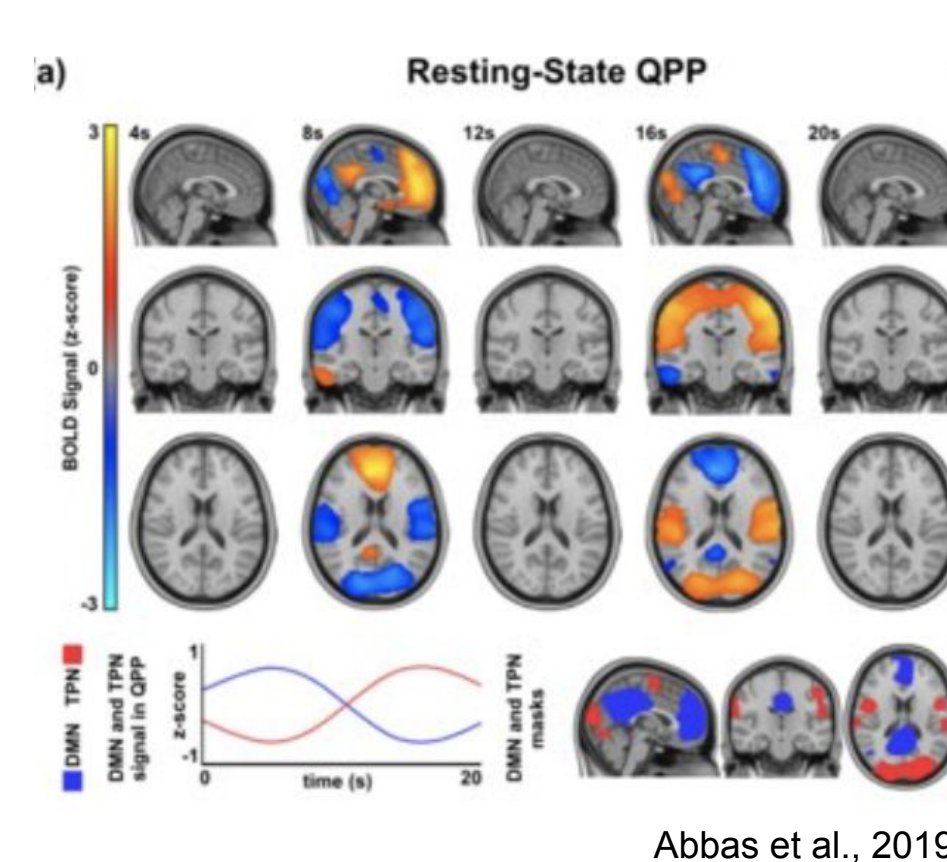 a)
Resting-State QPP
3
4s
8s
12s
16s
20s
BOLD Signal (z-score)
0
-3
DMN TPN
DMN and TPN
signal in QPP
z-score
1
-1
0
20
time (s)
DMN and TPN
masks
Abbas et al., 2019